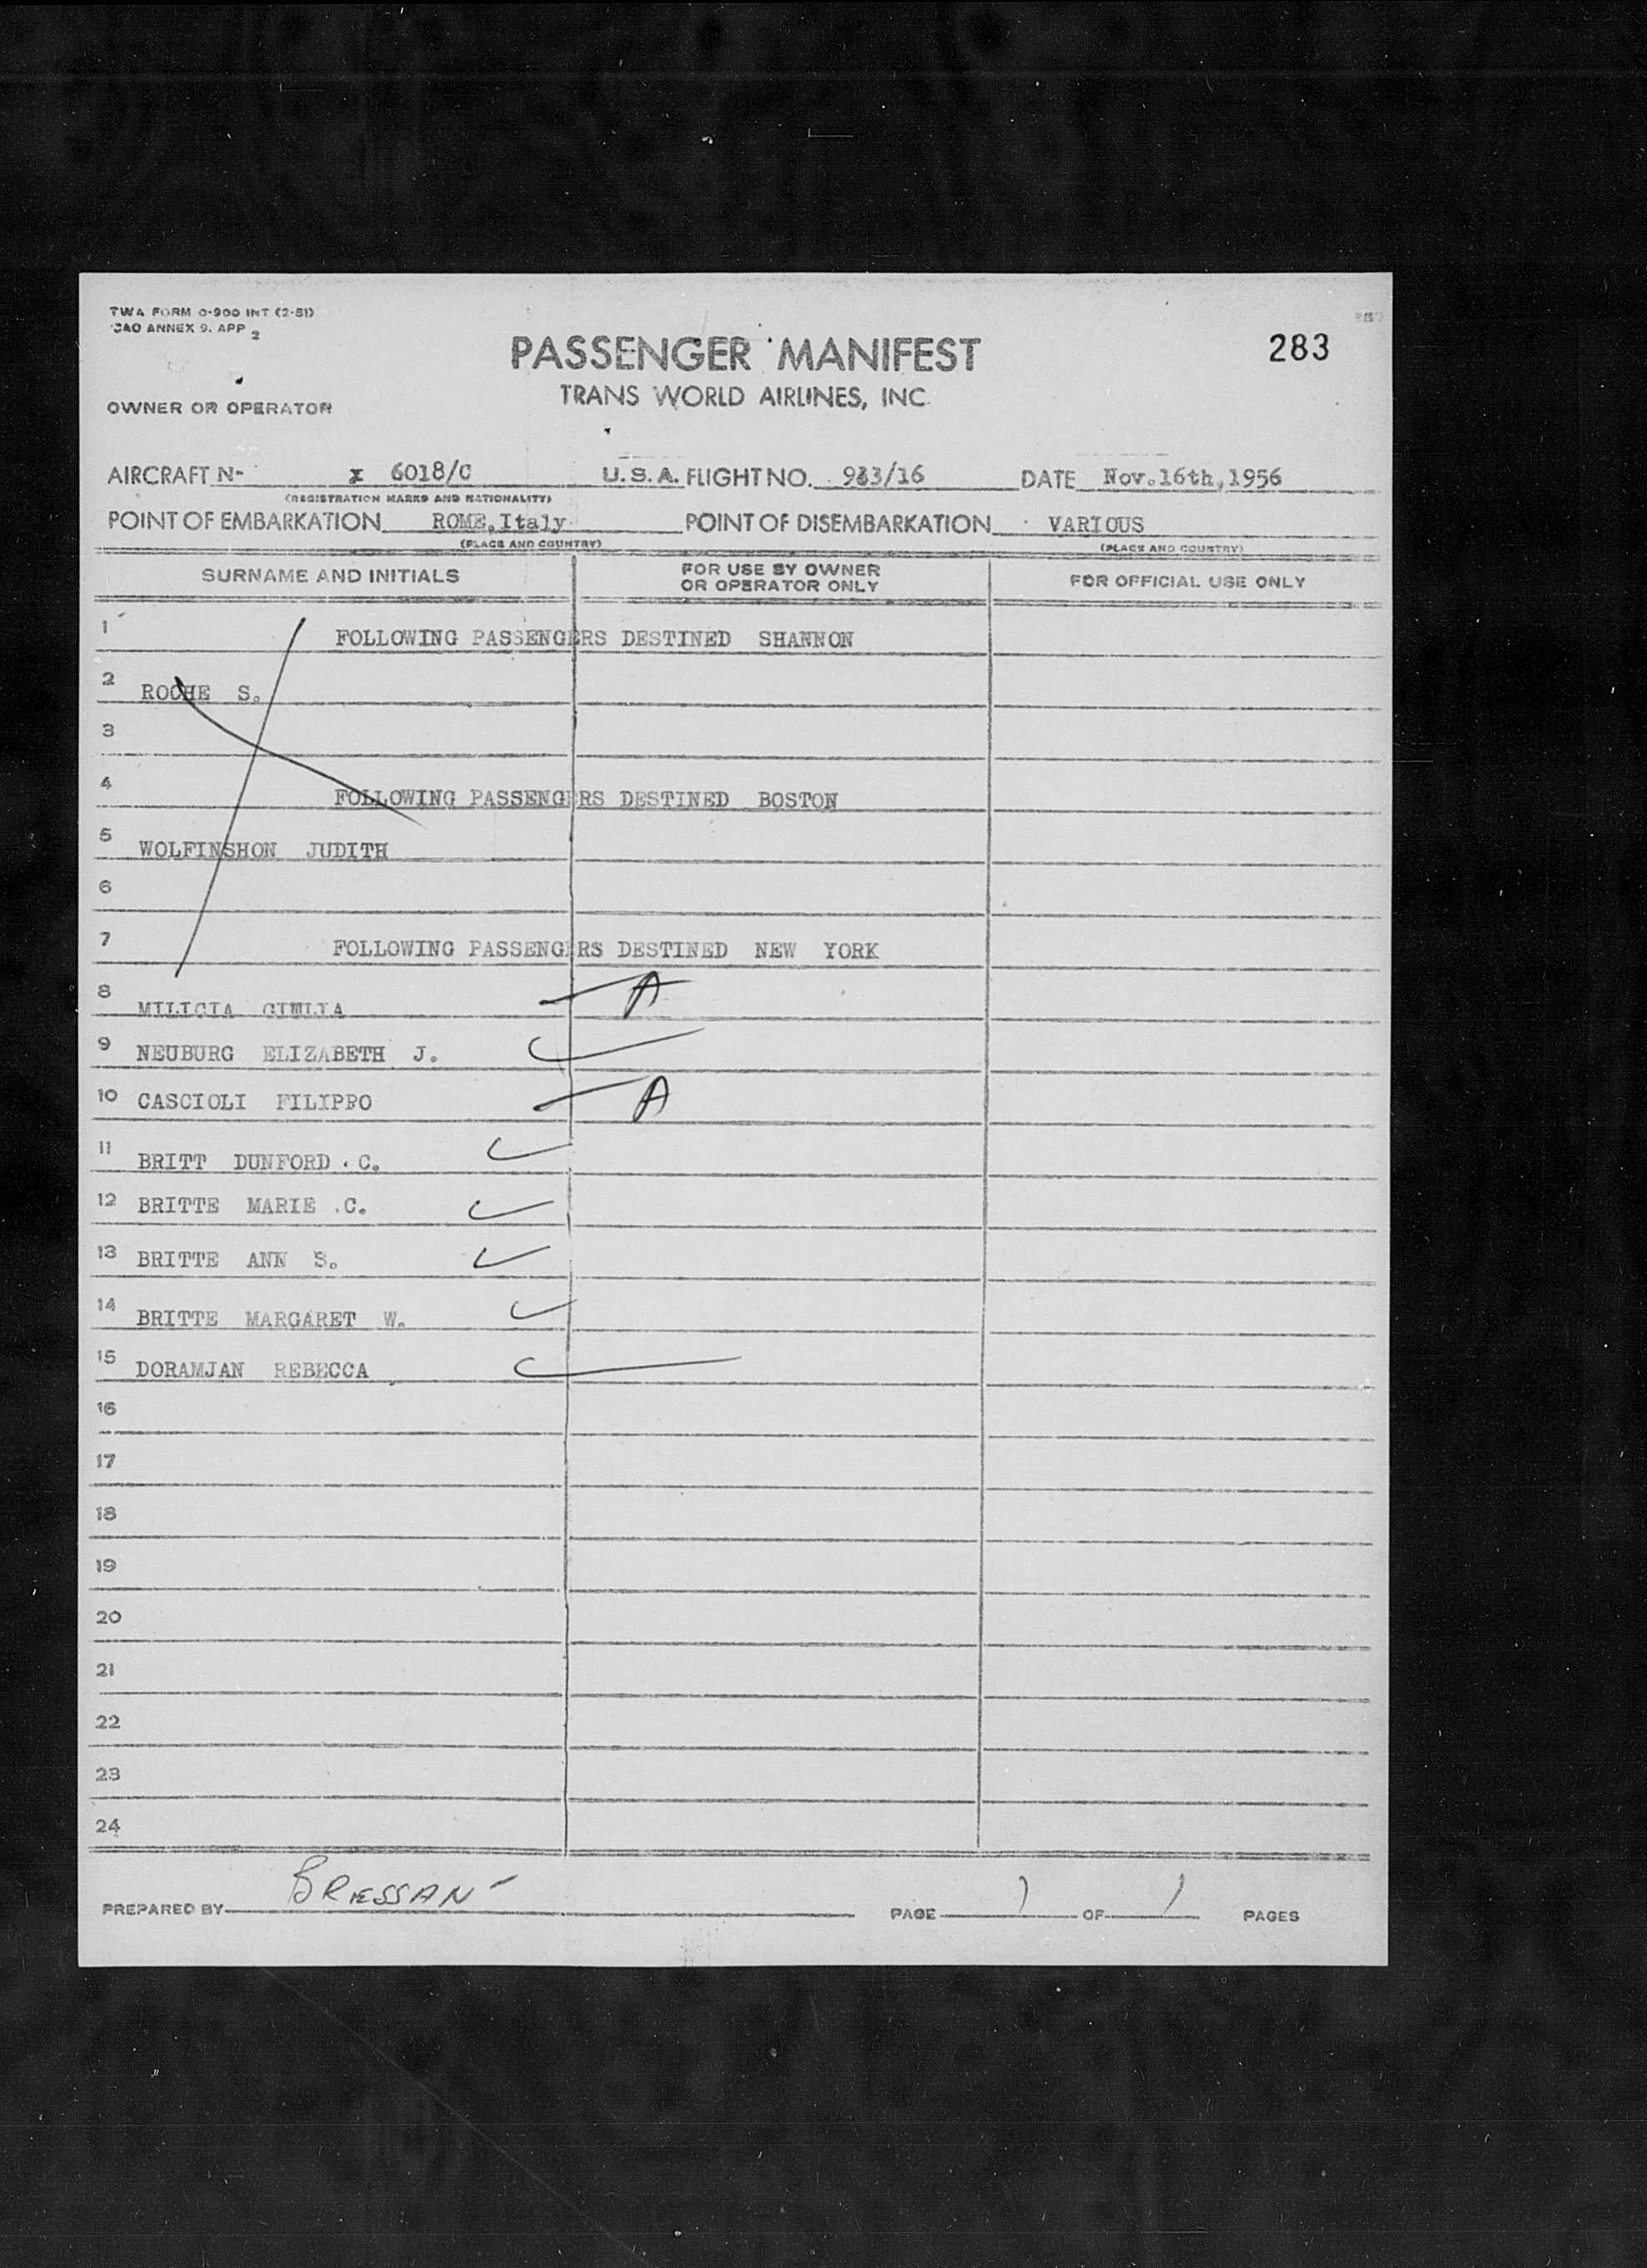 TWA FORM 0-900 INT (2-51)
ICAO ANNEX 9. APP 2
PASSENGER MANIFEST
283
TRANS WORLD AIRLINES, INC.
OWNER OR OPERATOR
AIRCRAFT N- 6018/C U.S.A. FLIGHT NO. DATE Nov.16th,1956
(REGISTRATION MARKS AND NATIONALITY)
POINT OF EMBARKATION ROME,Italy POINT OF DISEMBARKATION VARIOUS
(PLACE AND COUNTRY) (PLACE AND COUNTRY)
SURNAME AND INITIALS FOR USE BY OWNER OR OPERATOR ONLY FOR OFFICIAL USE ONLY
1 FOLLOWING PASSENGERS DESTINED SHANNON
2 ROCHE S.
3
4 FOLLOWING PASSENGERS DESTINED BOSTON
5 WOLFINSHON JUDITH
6
7 FOLLOWING PASSENGERS DESTINED NEW YORK
8 MILICIA A
9 NEUBURG ELIZABETH J.
10 CASCIOLI FILIPPO A
11 BRITT DUNFORD . C.
12 BRITTE MARIE .C.
13 BRITTE ANN S.
14 BRITTE MARGARET W.
15 DORAMJAN REBECCA
16
17
18
19
20
21
22
23
24
PREPARED BY BRESSAN PAGE 1 OF 1 PAGES